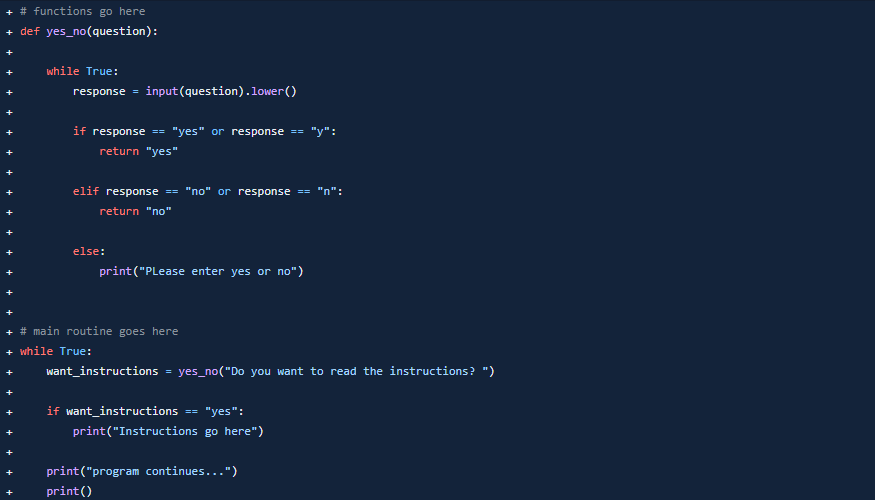 + # functions go here
+ def yes_no(question):
+
+     while True:
+         response = input(question).lower()
+
+         if response == "yes" or response == "y":
+             return "yes"
+
+         elif response == "no" or response == "n":
+             return "no"
+
+         else:
+             print("PLease enter yes or no")
+
+
+ # main routine goes here
+ while True:
+     want_instructions = yes_no("Do you want to read the instructions? ")
+
+     if want_instructions == "yes":
+         print("Instructions go here")
+
+     print("program continues...")
+     print()